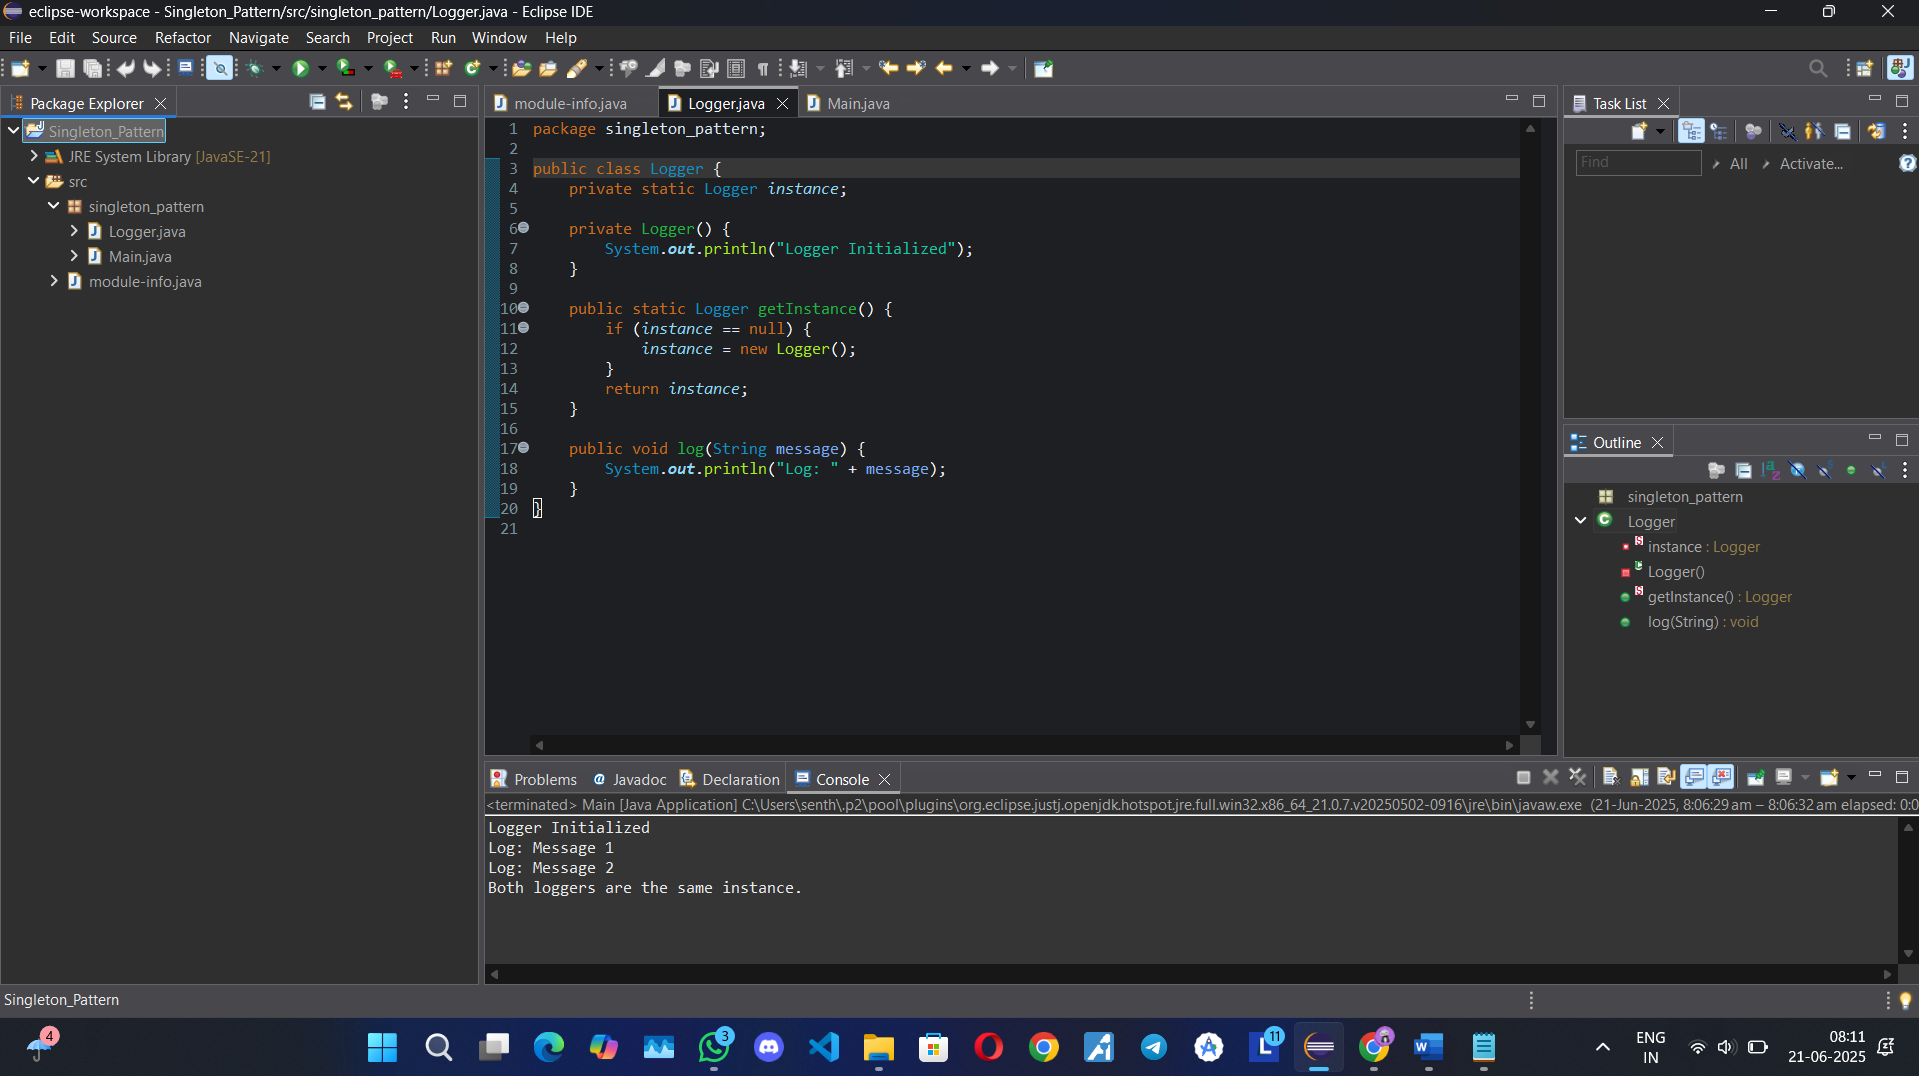 eclipse-workspace - Singleton_Pattern/src/singleton_pattern/Logger.java - Eclipse IDE
File Edit Source Refactor Navigate Search Project Run Window Help
Package Explorer
Singleton_Pattern
JRE System Library [JavaSE-21]
src
singleton_pattern
Logger.java
Main.java
module-info.java
module-info.java Logger.java Main.java
1 package singleton_pattern;
2
3 public class Logger {
4 private static Logger instance;
5
6 private Logger() {
7 System.out.println("Logger Initialized");
8 }
9
10 public static Logger getInstance() {
11 if (instance == null) {
12 instance = new Logger();
13 }
14 return instance;
15 }
16
17 public void log(String message) {
18 System.out.println("Log: " + message);
19 }
20 }
21
Task List
Find All Activate...
Outline
singleton_pattern
Logger
instance : Logger
Logger()
getInstance() : Logger
log(String) : void
Problems Javadoc Declaration Console
<terminated> Main [Java Application] C:\Users\senth\.p2\pool\plugins\org.eclipse.justj.openjdk.hotspot.jre.full.win32.x86_64_21.0.7.v20250502-0916\jre\bin\javaw.exe (21-Jun-2025, 8:06:29 am – 8:06:32 am elapsed: 0:0
Logger Initialized
Log: Message 1
Log: Message 2
Both loggers are the same instance.
Singleton_Pattern
4
3
11
ENG
IN
08:11
21-06-2025